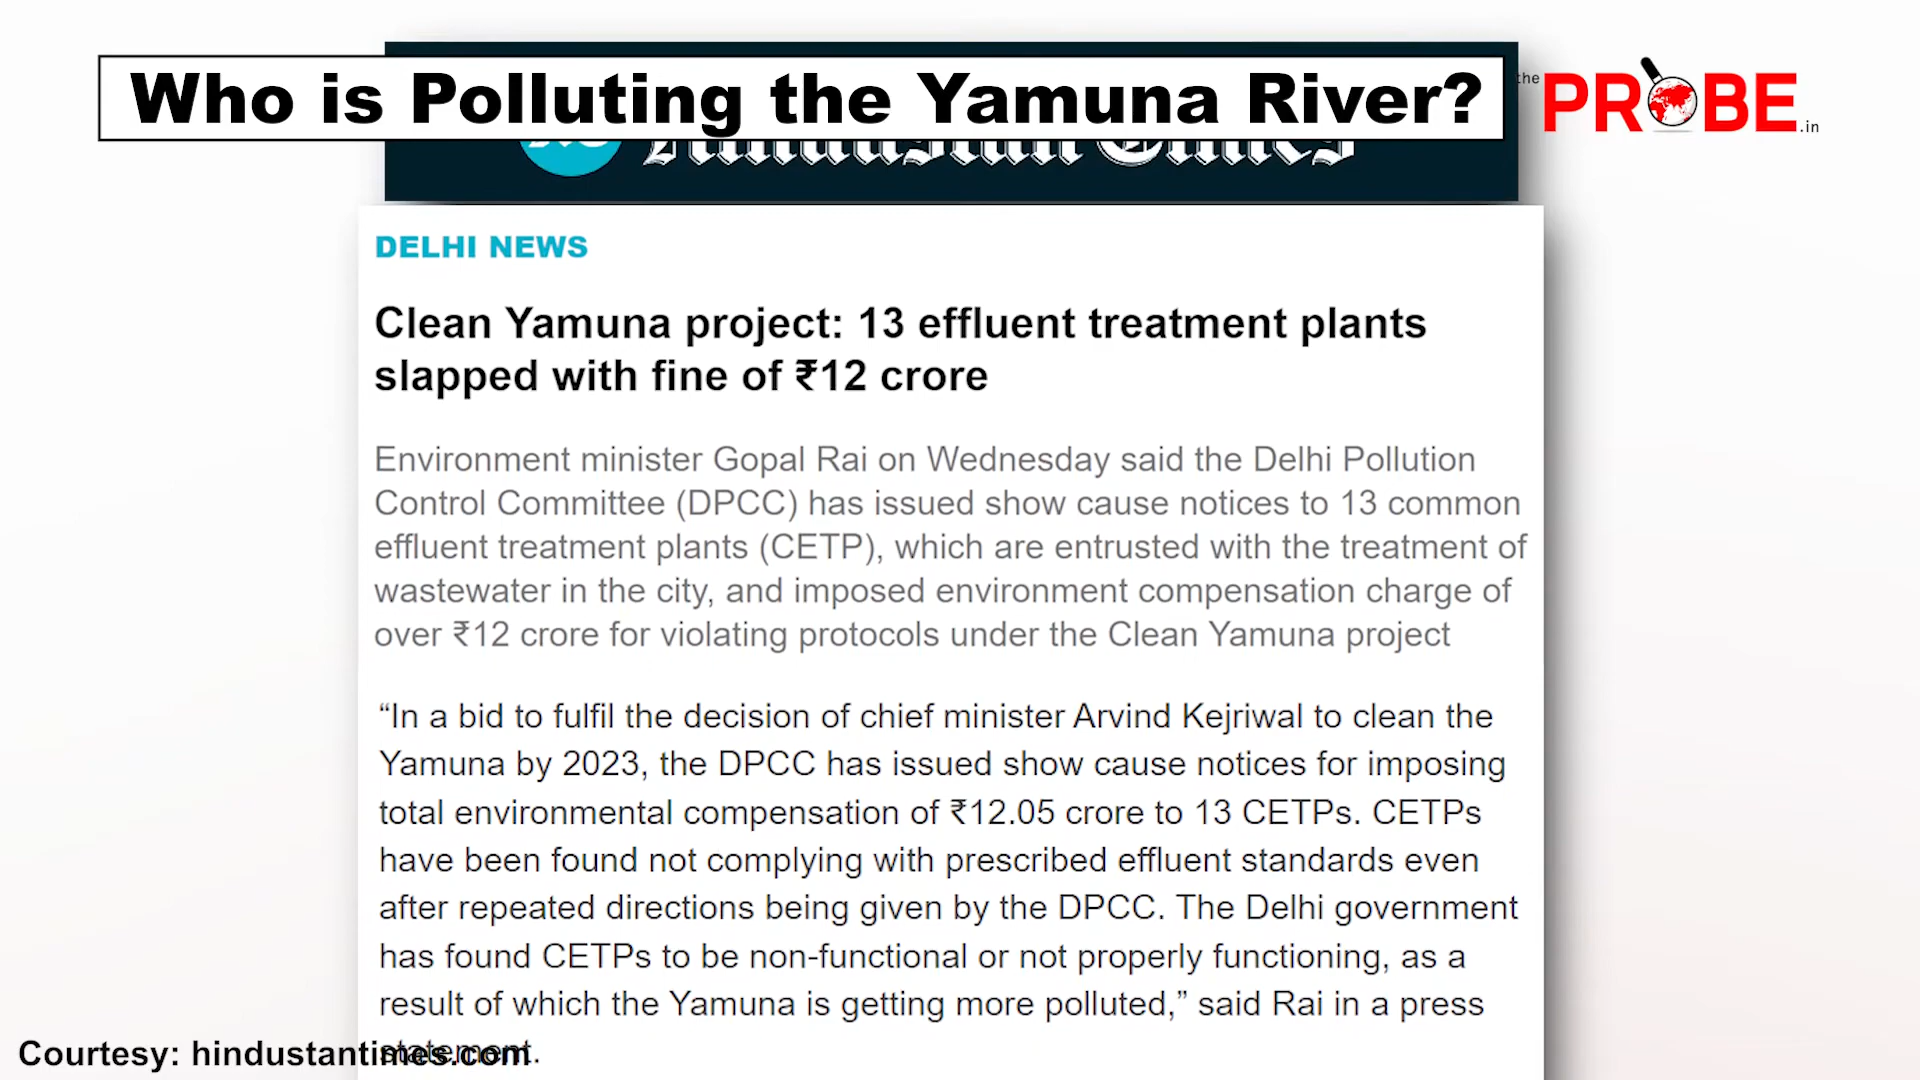 Who is Polluting the Yamuna River?
the PROBE.in
Hindustan Times
DELHI NEWS
Clean Yamuna project: 13 effluent treatment plants
slapped with fine of ₹12 crore
Environment minister Gopal Rai on Wednesday said the Delhi Pollution
Control Committee (DPCC) has issued show cause notices to 13 common
effluent treatment plants (CETP), which are entrusted with the treatment of
wastewater in the city, and imposed environment compensation charge of
over ₹12 crore for violating protocols under the Clean Yamuna project
“In a bid to fulfil the decision of chief minister Arvind Kejriwal to clean the
Yamuna by 2023, the DPCC has issued show cause notices for imposing
total environmental compensation of ₹12.05 crore to 13 CETPs. CETPs
have been found not complying with prescribed effluent standards even
after repeated directions being given by the DPCC. The Delhi government
has found CETPs to be non-functional or not properly functioning, as a
result of which the Yamuna is getting more polluted,” said Rai in a press
statement.
Courtesy: hindustantimes.com